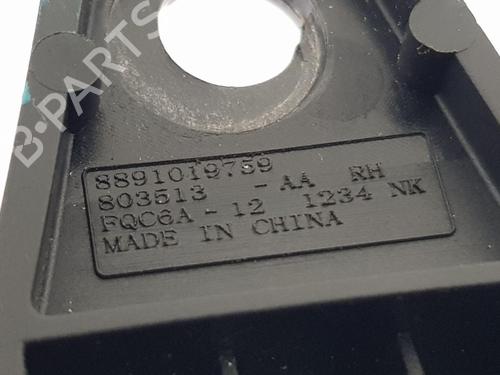 B-PARTS
8891019759
803513 - AA RH
FQC6A - 12 1234 NK
MADE IN CHINA